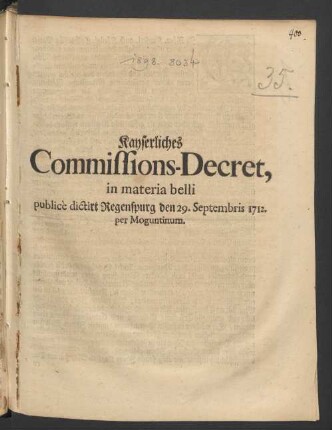 400.
35.
Kayserliches
Commissions-Decret,
in materia belli
publicè dictirt Regenspurg den 29. Septembris 1712.
per Moguntinum.